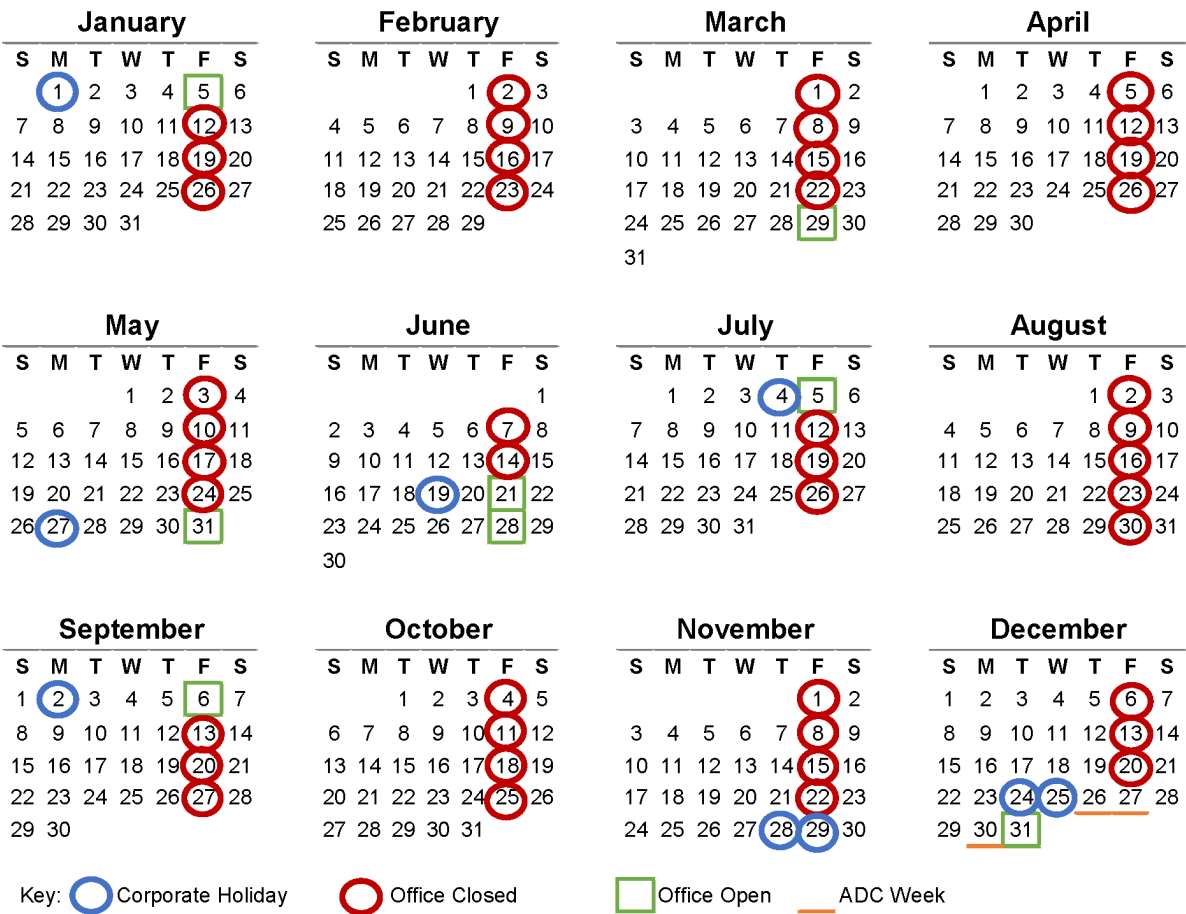 January February March April
S M T W T F S S M T W T F S S M T W T F S S M T W T F S
1 2 3 4 5 6 1 2 3 1 2 1 2 3 4 5 6
7 8 9 10 11 12 13 4 5 6 7 8 9 10 3 4 5 6 7 8 9 7 8 9 10 11 12 13
14 15 16 17 18 19 20 11 12 13 14 15 16 17 10 11 12 13 14 15 16 14 15 16 17 18 19 20
21 22 23 24 25 26 27 18 19 20 21 22 23 24 17 18 19 20 21 22 23 21 22 23 24 25 26 27
28 29 30 31 25 26 27 28 29 24 25 26 27 28 29 30 28 29 30
31
May June July August
S M T W T F S S M T W T F S S M T W T F S S M T W T F S
1 2 3 4 1 1 2 3 4 5 6 1 2 3
5 6 7 8 9 10 11 2 3 4 5 6 7 8 7 8 9 10 11 12 13 4 5 6 7 8 9 10
12 13 14 15 16 17 18 9 10 11 12 13 14 15 14 15 16 17 18 19 20 11 12 13 14 15 16 17
19 20 21 22 23 24 25 16 17 18 19 20 21 22 21 22 23 24 25 26 27 18 19 20 21 22 23 24
26 27 28 29 30 31 23 24 25 26 27 28 29 28 29 30 31 25 26 27 28 29 30 31
30
September October November December
S M T W T F S S M T W T F S S M T W T F S S M T W T F S
1 2 3 4 5 6 7 1 2 3 4 5 1 2 1 2 3 4 5 6 7
8 9 10 11 12 13 14 6 7 8 9 10 11 12 3 4 5 6 7 8 9 8 9 10 11 12 13 14
15 16 17 18 19 20 21 13 14 15 16 17 18 19 10 11 12 13 14 15 16 15 16 17 18 19 20 21
22 23 24 25 26 27 28 20 21 22 23 24 25 26 17 18 19 20 21 22 23 22 23 24 25 26 27 28
29 30 27 28 29 30 31 24 25 26 27 28 29 30 29 30 31
Key: Corporate Holiday Office Closed Office Open ADC Week